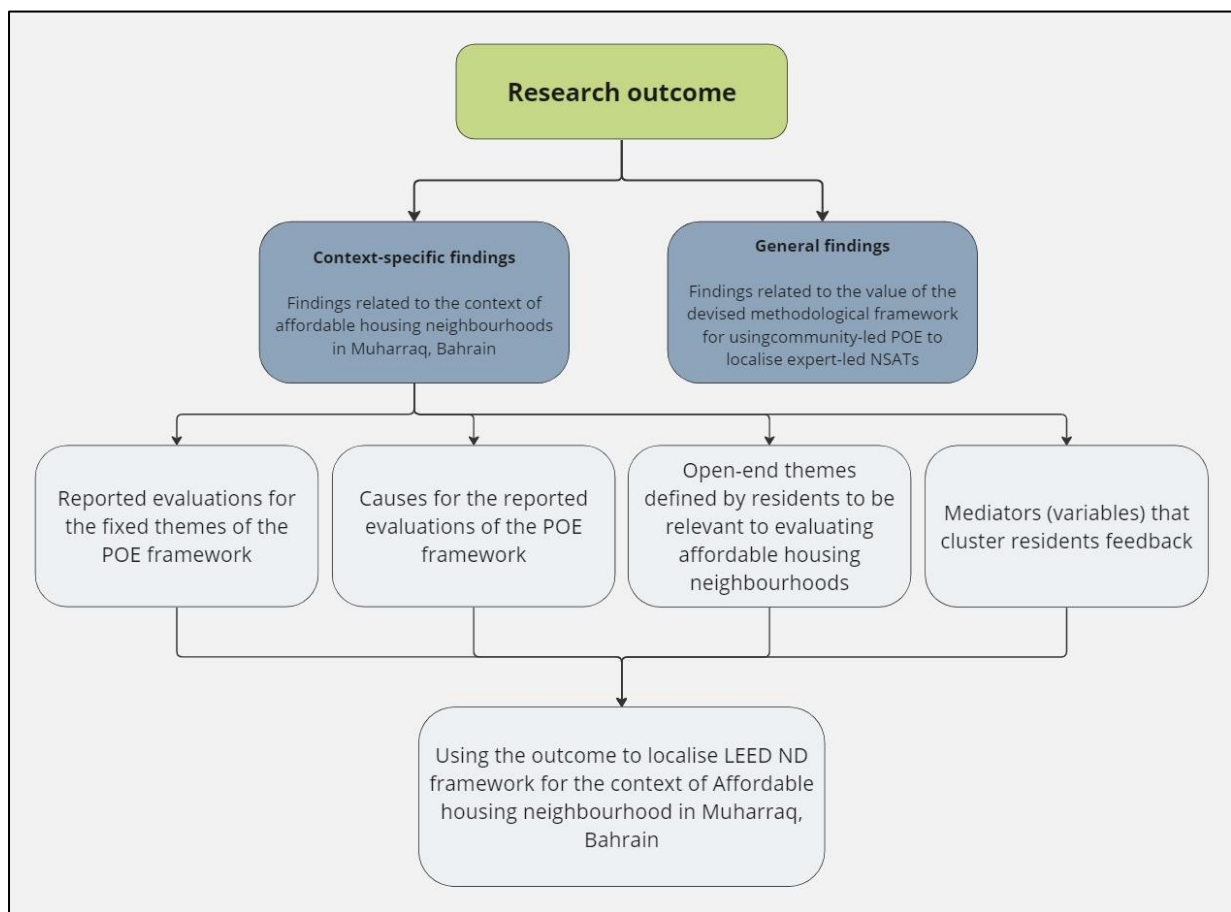 Research outcome
Context-specific findings
Findings related to the context of
affordable housing neighbourhoods
in Muharraq, Bahrain
General findings
Findings related to the value of the
devised methodological framework
for usingcommunity-led POE to
localise expert-led NSATs
Reported evaluations for
the fixed themes of the
POE framework
Causes for the reported
evaluations of the POE
framework
Open-end themes
defined by residents to be
relevant to evaluating
affordable housing
neighbourhoods
Mediators (variables) that
cluster residents feedback
Using the outcome to localise LEED ND
framework for the context of Affordable
housing neighbourhood in Muharraq,
Bahrain